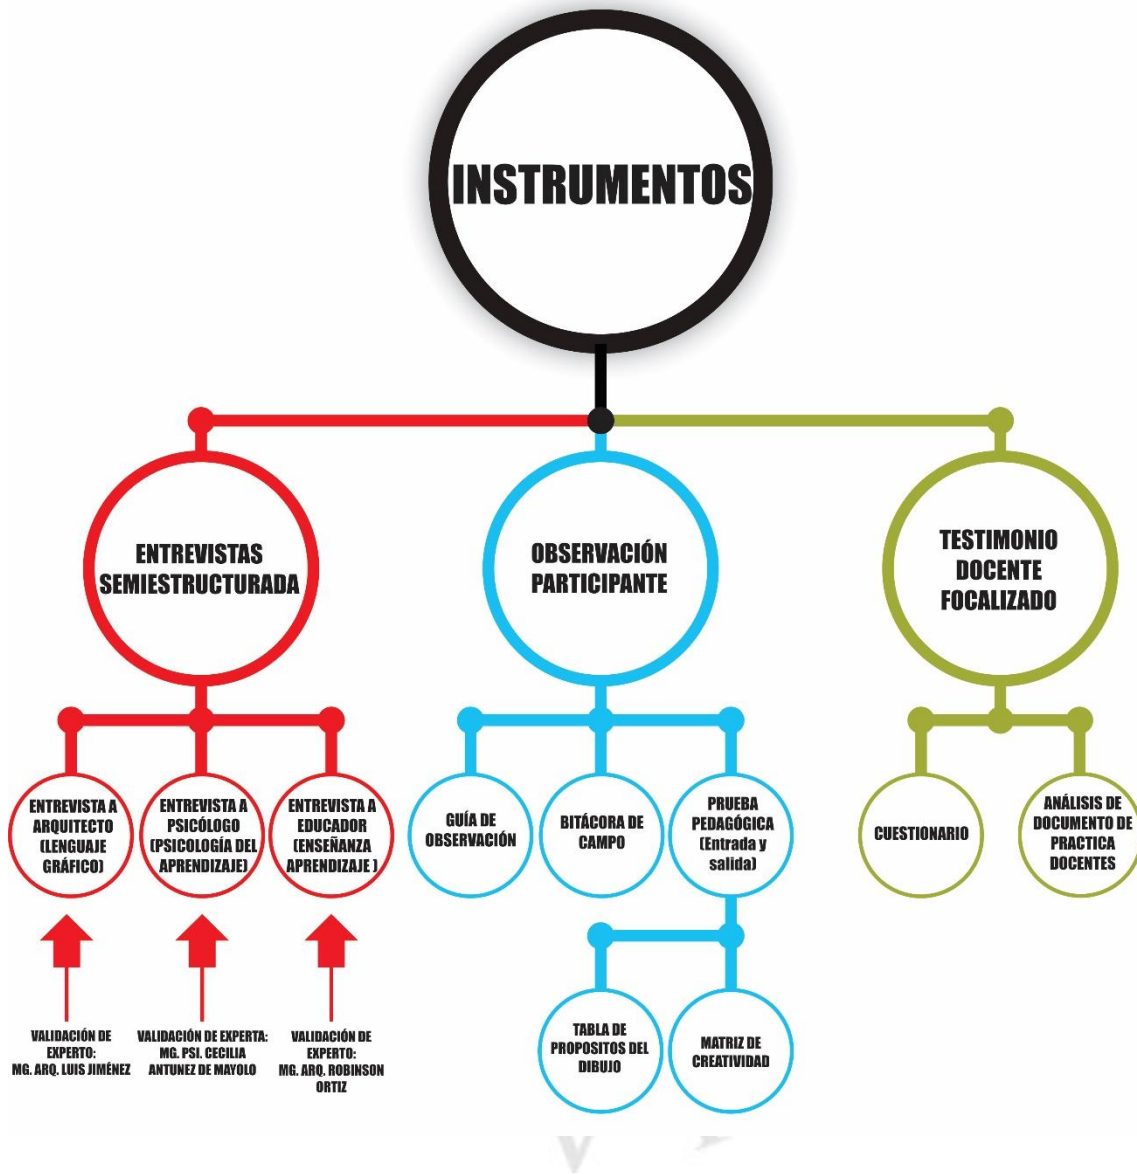 INSTRUMENTOS
ENTREVISTAS
SEMIESTRUCTURADA
OBSERVACIÓN
PARTICIPANTE
TESTIMONIO
DOCENTE
FOCALIZADO
ENTREVISTA A
ARQUITECTO
(LENGUAJE
GRÁFICO)
ENTREVISTA A
PSICÓLOGO
(PSICOLOGÍA DEL
APRENDIZAJE)
ENTREVISTA A
EDUCADOR
(ENSEÑANZA
APRENDIZAJE )
GUÍA DE
OBSERVACIÓN
BITÁCORA DE
CAMPO
PRUEBA
PEDAGÓGICA
(Entrada y
salida)
CUESTIONARIO
ANÁLISIS DE
DOCUMENTO DE
PRACTICA
DOCENTES
VALIDACIÓN DE
EXPERTO:
MG. ARQ. LUIS JIMÉNEZ
VALIDACIÓN DE EXPERTA:
MG. PSI. CECILIA
ANTUNEZ DE MAYOLO
VALIDACIÓN DE
EXPERTO:
MG. ARQ. ROBINSON
ORTIZ
TABLA DE
PROPOSITOS DEL
DIBUJO
MATRIZ DE
CREATIVIDAD